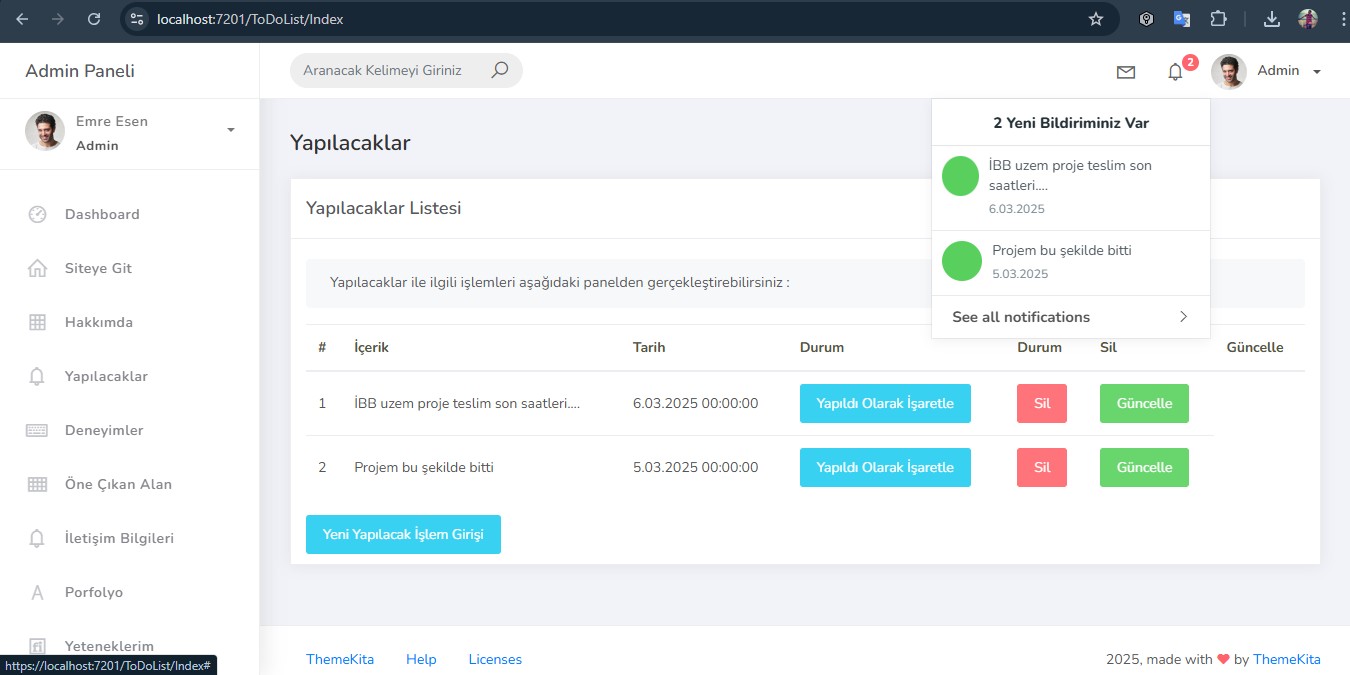 localhost:7201/ToDoList/Index
Admin Paneli
Aranacak Kelimeyi Giriniz
2
Admin
Emre Esen
Admin
Dashboard
Siteye Git
Hakkımda
Yapılacaklar
Deneyimler
Öne Çıkan Alan
İletişim Bilgileri
Porfolyo
Yeteneklerim
https://localhost:7201/ToDoList/Index#
2 Yeni Bildiriminiz Var
İBB uzem proje teslim son
saatleri....
6.03.2025
Projem bu şekilde bitti
5.03.2025
See all notifications
Yapılacaklar
Yapılacaklar Listesi
Yapılacaklar ile ilgili işlemleri aşağıdaki panelden gerçekleştirebilirsiniz :
# İçerik Tarih Durum Durum Sil Güncelle
1 İBB uzem proje teslim son saatleri.... 6.03.2025 00:00:00 Yapıldı Olarak İşaretle Sil Güncelle
2 Projem bu şekilde bitti 5.03.2025 00:00:00 Yapıldı Olarak İşaretle Sil Güncelle
Yeni Yapılacak İşlem Girişi
ThemeKita Help Licenses
2025, made with ❤ by ThemeKita